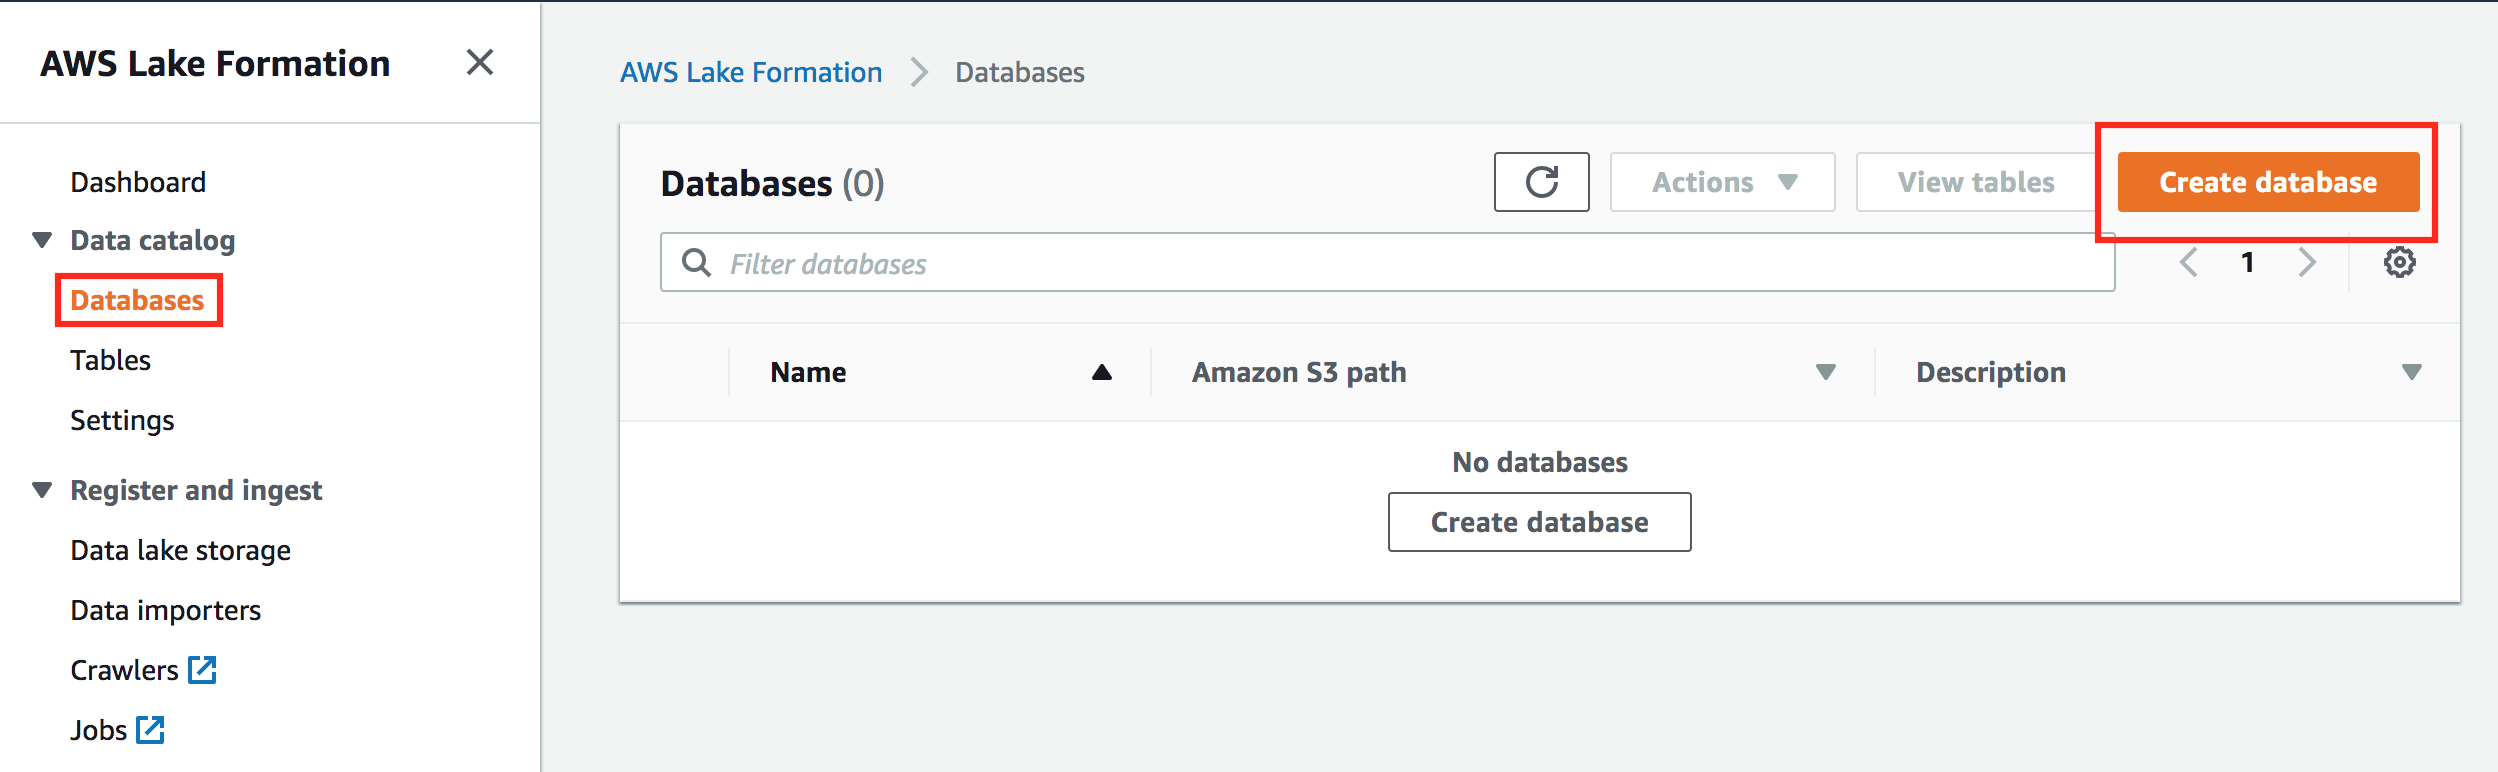 AWS Lake Formation
Dashboard
Data catalog
Databases
Tables
Settings
Register and ingest
Data lake storage
Data importers
Crawlers
Jobs
AWS Lake Formation > Databases
Databases (0)
Actions
View tables
Create database
Filter databases
1
Name
Amazon S3 path
Description
No databases
Create database